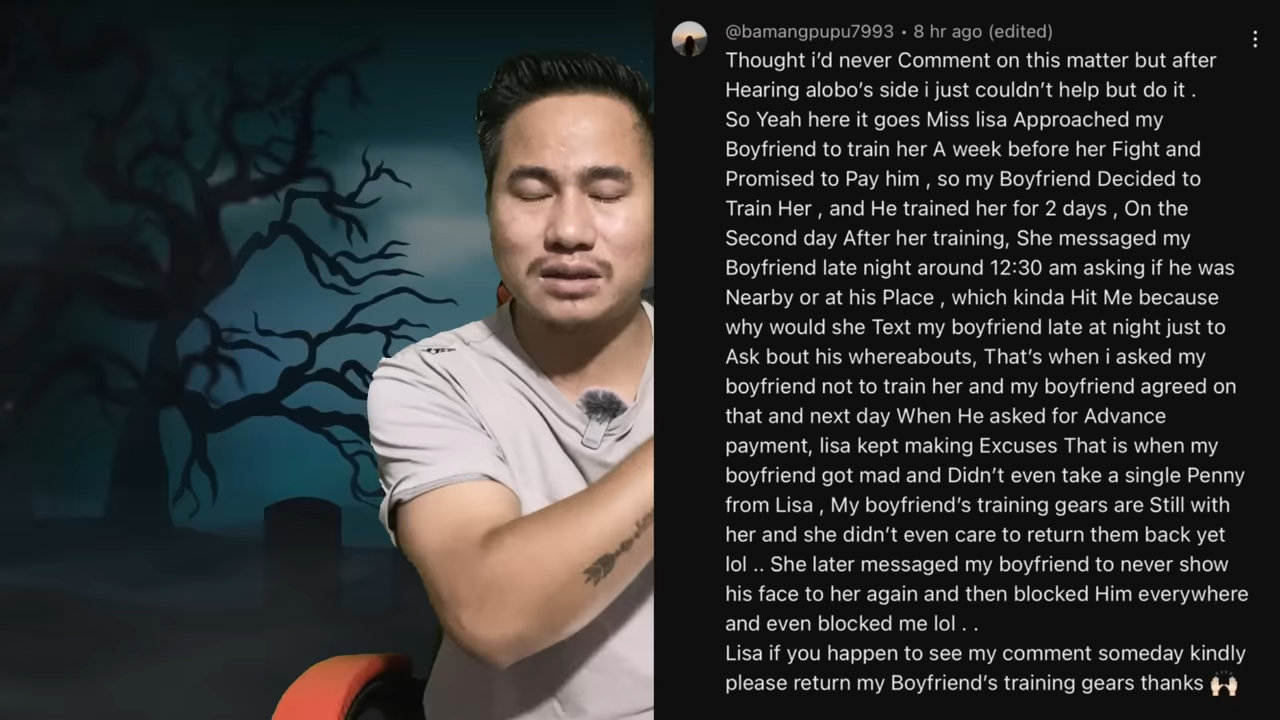 @bamangpupu7993 • 8 hr ago (edited)
Thought i’d never Comment on this matter but after
Hearing alobo’s side i just couldn’t help but do it .
So Yeah here it goes Miss lisa Approached my
Boyfriend to train her A week before her Fight and
Promised to Pay him , so my Boyfriend Decided to
Train Her , and He trained her for 2 days , On the
Second day After her training, She messaged my
Boyfriend late night around 12:30 am asking if he was
Nearby or at his Place , which kinda Hit Me because
why would she Text my boyfriend late at night just to
Ask bout his whereabouts, That’s when i asked my
boyfriend not to train her and my boyfriend agreed on
that and next day When He asked for Advance
payment, lisa kept making Excuses That is when my
boyfriend got mad and Didn’t even take a single Penny
from Lisa , My boyfriend’s training gears are Still with
her and she didn’t even care to return them back yet
lol .. She later messaged my boyfriend to never show
his face to her again and then blocked Him everywhere
and even blocked me lol . .
Lisa if you happen to see my comment someday kindly
please return my Boyfriend’s training gears thanks 🙌🏻